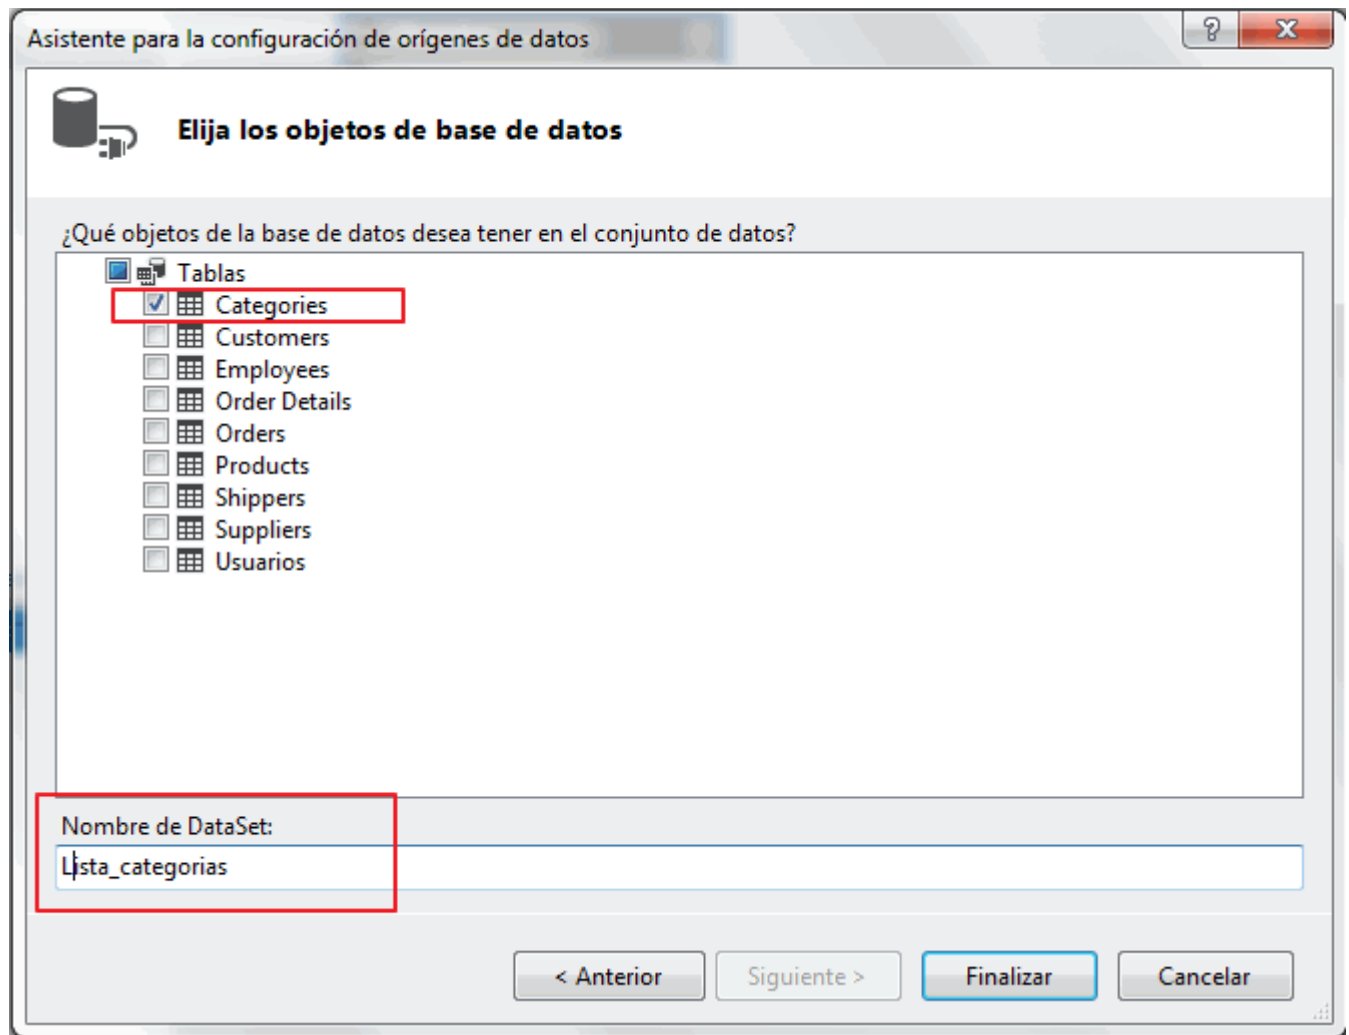 Asistente para la configuración de orígenes de datos
?
X
Elija los objetos de base de datos
¿Qué objetos de la base de datos desea tener en el conjunto de datos?
Tablas
Categories
Customers
Employees
Order Details
Orders
Products
Shippers
Suppliers
Usuarios
Nombre de DataSet:
Lista_categorias
< Anterior
Siguiente >
Finalizar
Cancelar